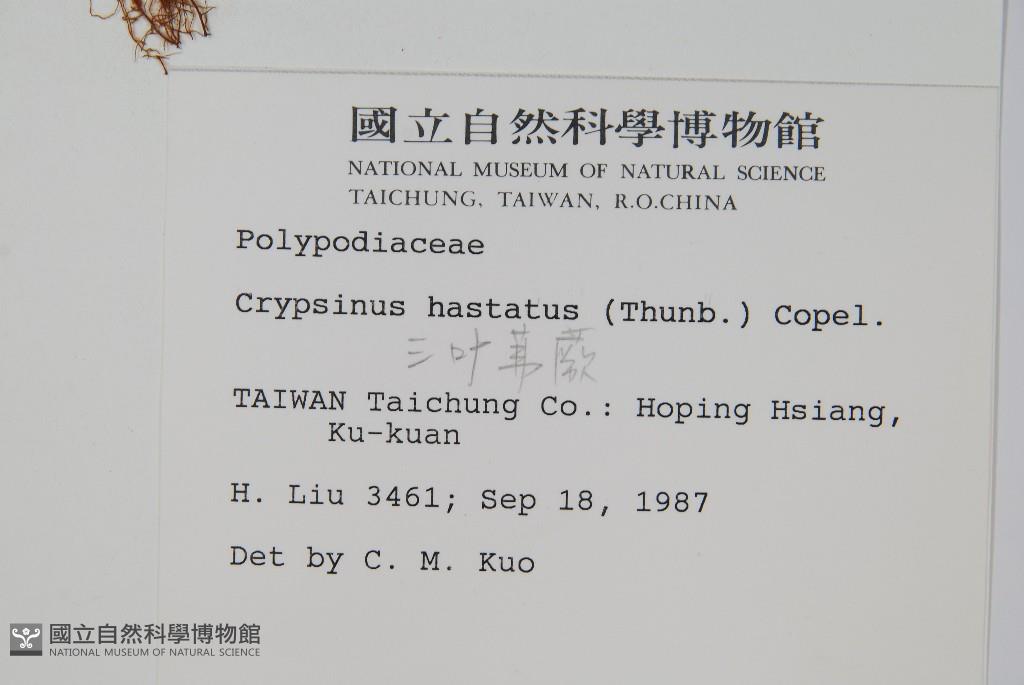 國立自然科學博物館
NATIONAL MUSEUM OF NATURAL SCIENCE
TAICHUNG, TAIWAN, R.O.CHINA
Polypodiaceae
Crypsinus hastatus (Thunb.) Copel.
三叶茀蕨
TAIWAN Taichung Co.: Hoping Hsiang,
Ku-kuan
H. Liu 3461; Sep 18, 1987
Det by C. M. Kuo
國立自然科學博物館
NATIONAL MUSEUM OF NATURAL SCIENCE